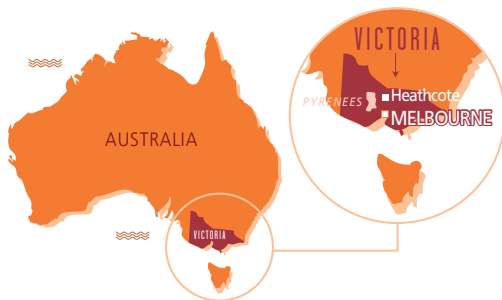 AUSTRALIA
VICTORIA
VICTORIA
PYRENEES
Heathcote
MELBOURNE